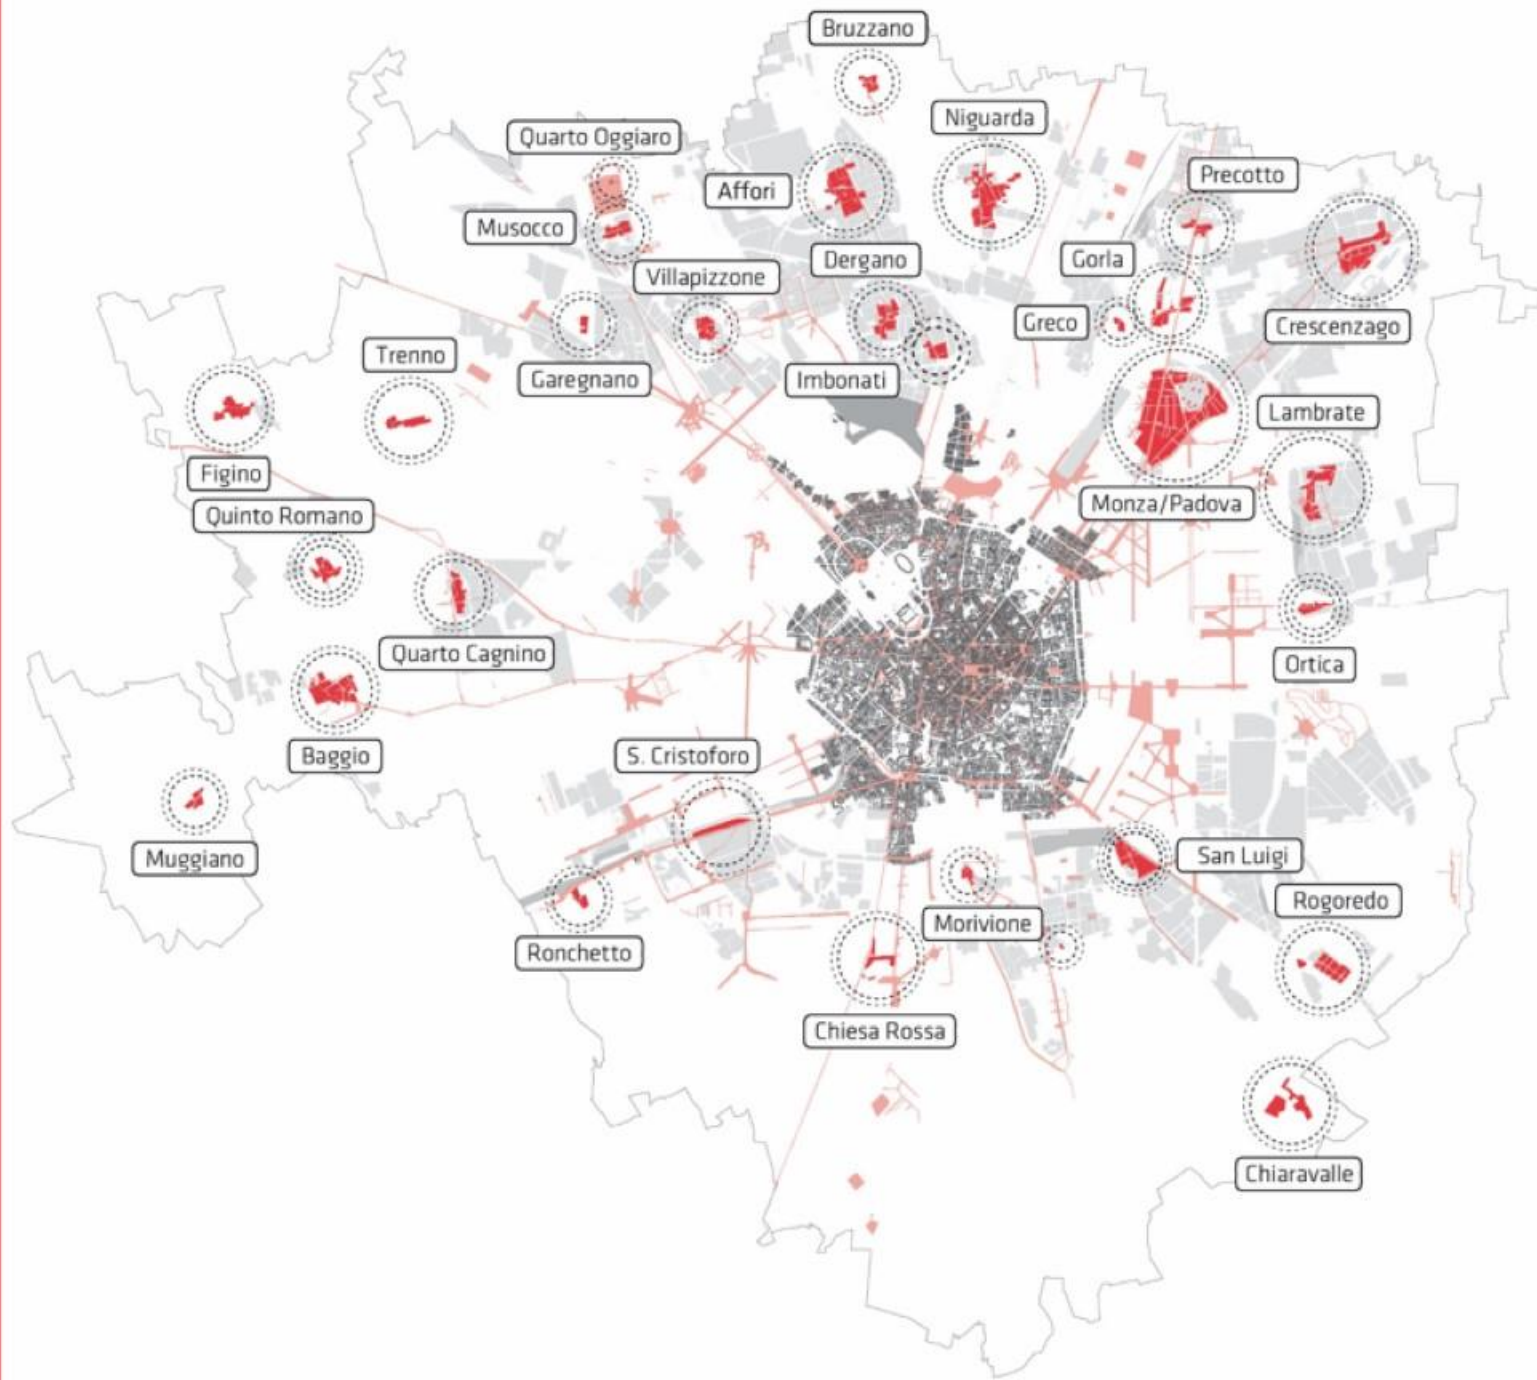 Bruzzano
Niguarda
Quarto Oggiaro
Precotto
Affori
Musocco
Dergano
Gorla
Villapizzone
Greco
Crescenzago
Trenno
Garegnano
Imbonati
Lambrate
Figino
Monza/Padova
Quinto Romano
Quarto Cagnino
Ortica
Baggio
S. Cristoforo
Muggiano
San Luigi
Rogoredo
Morivione
Ronchetto
Chiesa Rossa
Chiaravalle